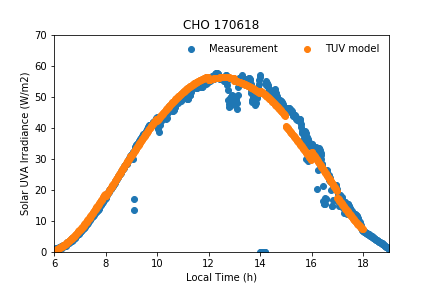 CHO 170618
Measurement TUV model
Solar UVA Irradiance (W/m2)
70
60
50
40
30
20
10
0
6 8 10 12 14 16 18
Local Time (h)